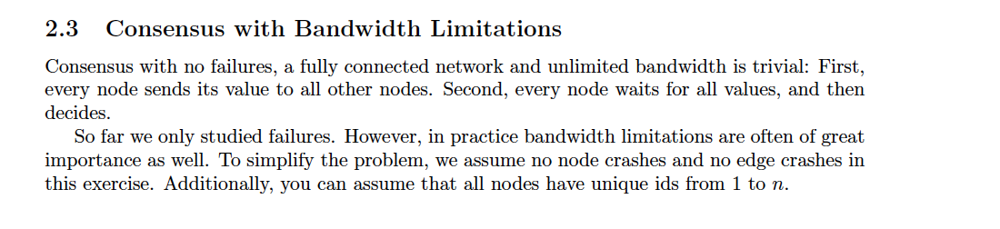 2.3 Consensus with Bandwidth Limitations
Consensus with no failures, a fully connected network and unlimited bandwidth is trivial: First,
every node sends its value to all other nodes. Second, every node waits for all values, and then
decides.
So far we only studied failures. However, in practice bandwidth limitations are often of great
importance as well. To simplify the problem, we assume no node crashes and no edge crashes in
this exercise. Additionally, you can assume that all nodes have unique ids from 1 to n.